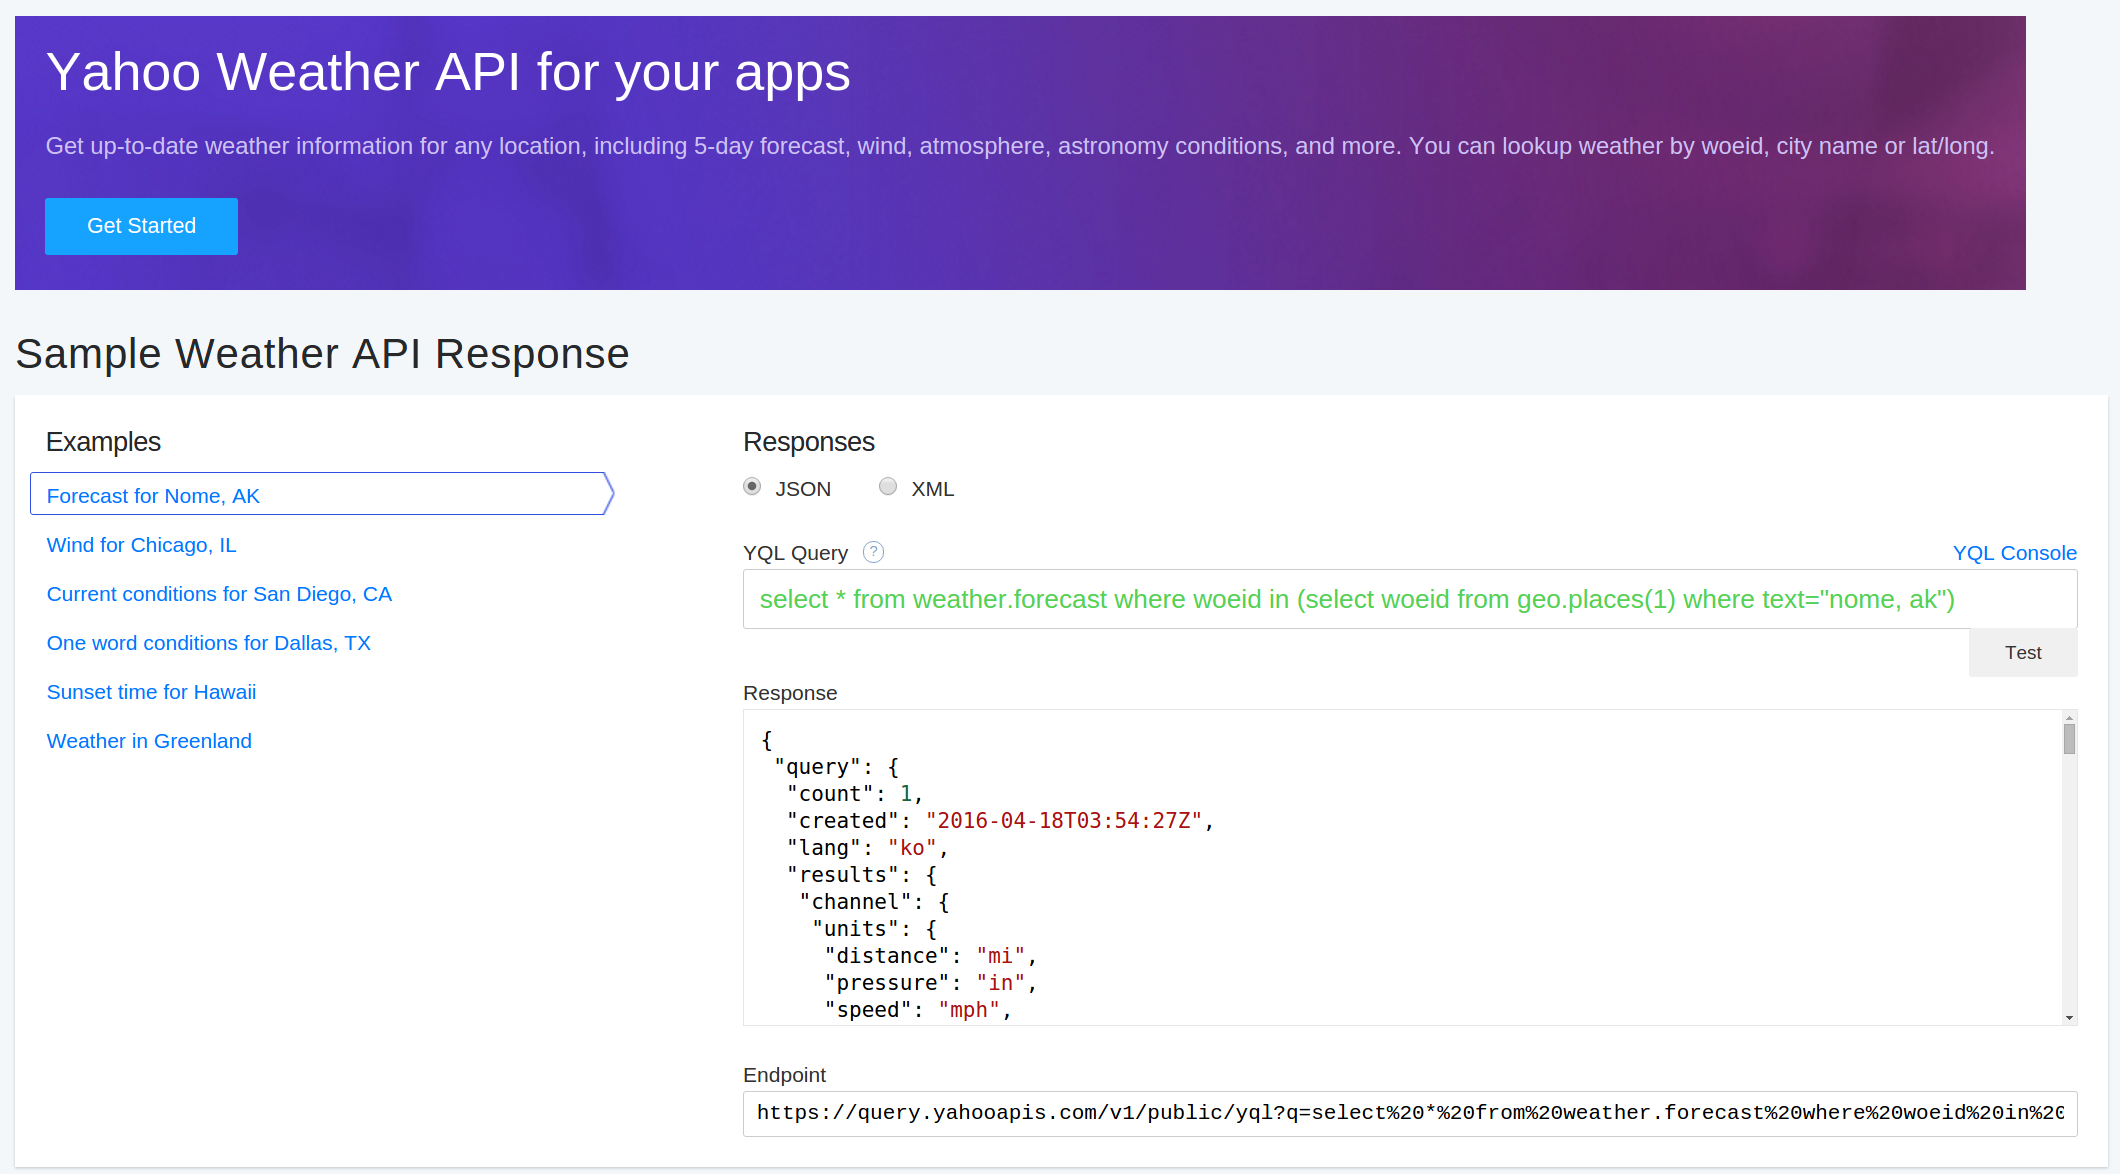 Yahoo Weather API for your apps
Get up-to-date weather information for any location, including 5-day forecast, wind, atmosphere, astronomy conditions, and more. You can lookup weather by woeid, city name or lat/long.
Get Started
Sample Weather API Response
Examples
Forecast for Nome, AK
Wind for Chicago, IL
Current conditions for San Diego, CA
One word conditions for Dallas, TX
Sunset time for Hawaii
Weather in Greenland
Responses
JSON XML
YQL Query ? YQL Console
select * from weather.forecast where woeid in (select woeid from geo.places(1) where text="nome, ak")
Test
Response
{
"query": {
"count": 1,
"created": "2016-04-18T03:54:27Z",
"lang": "ko",
"results": {
"channel": {
"units": {
"distance": "mi",
"pressure": "in",
"speed": "mph",
Endpoint
https://query.yahooapis.com/v1/public/yql?q=select%20*%20from%20weather.forecast%20where%20woeid%20in%20